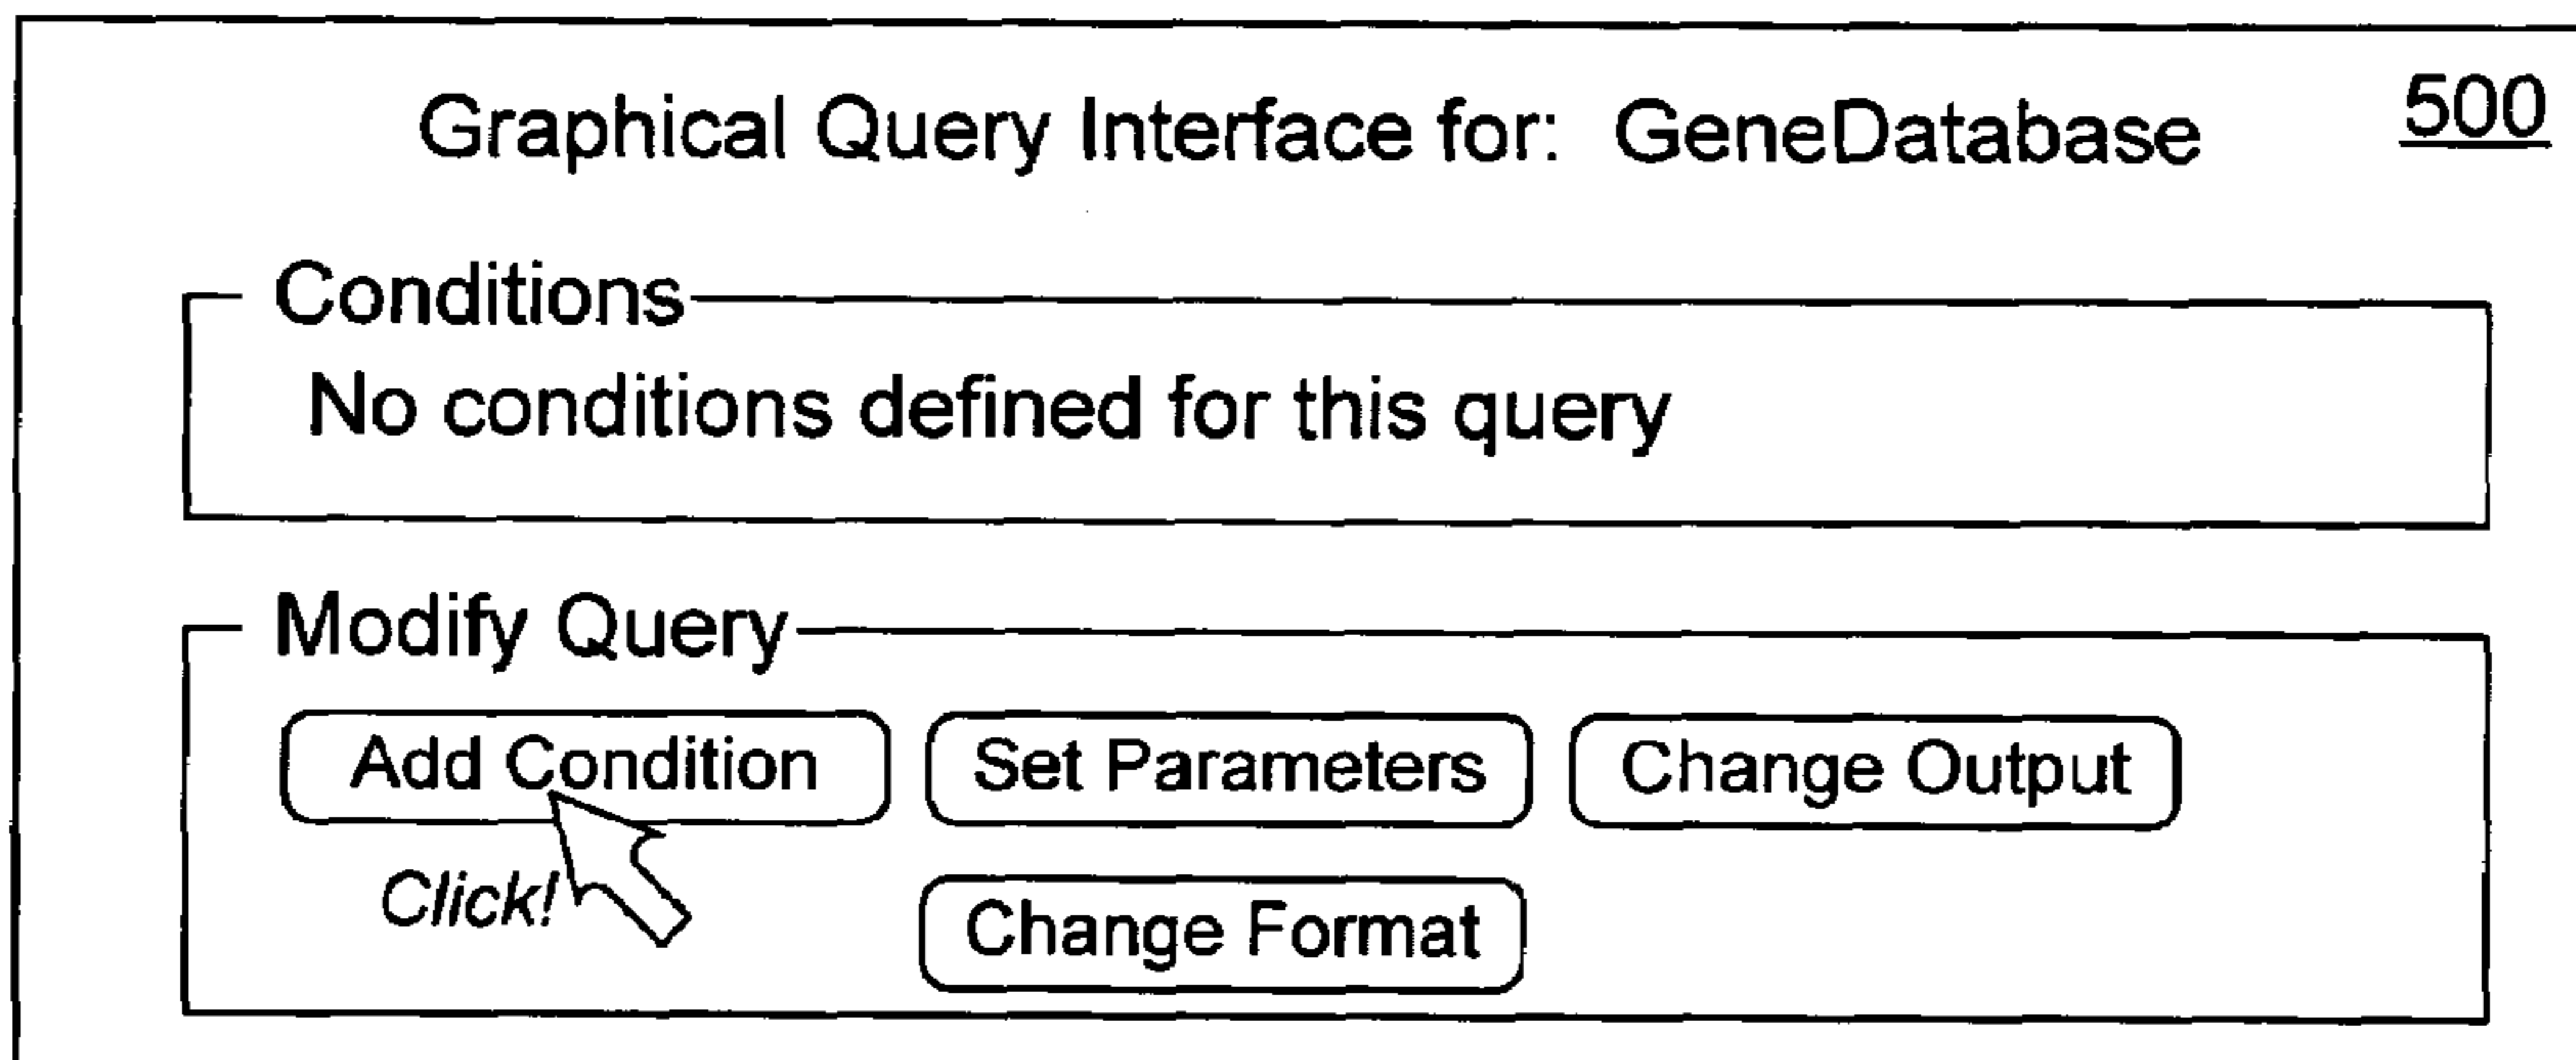 Graphical Query Interface for: GeneDatabase 500
Conditions
No conditions defined for this query
Modify Query
Add Condition Set Parameters Change Output
Click!
Change Format